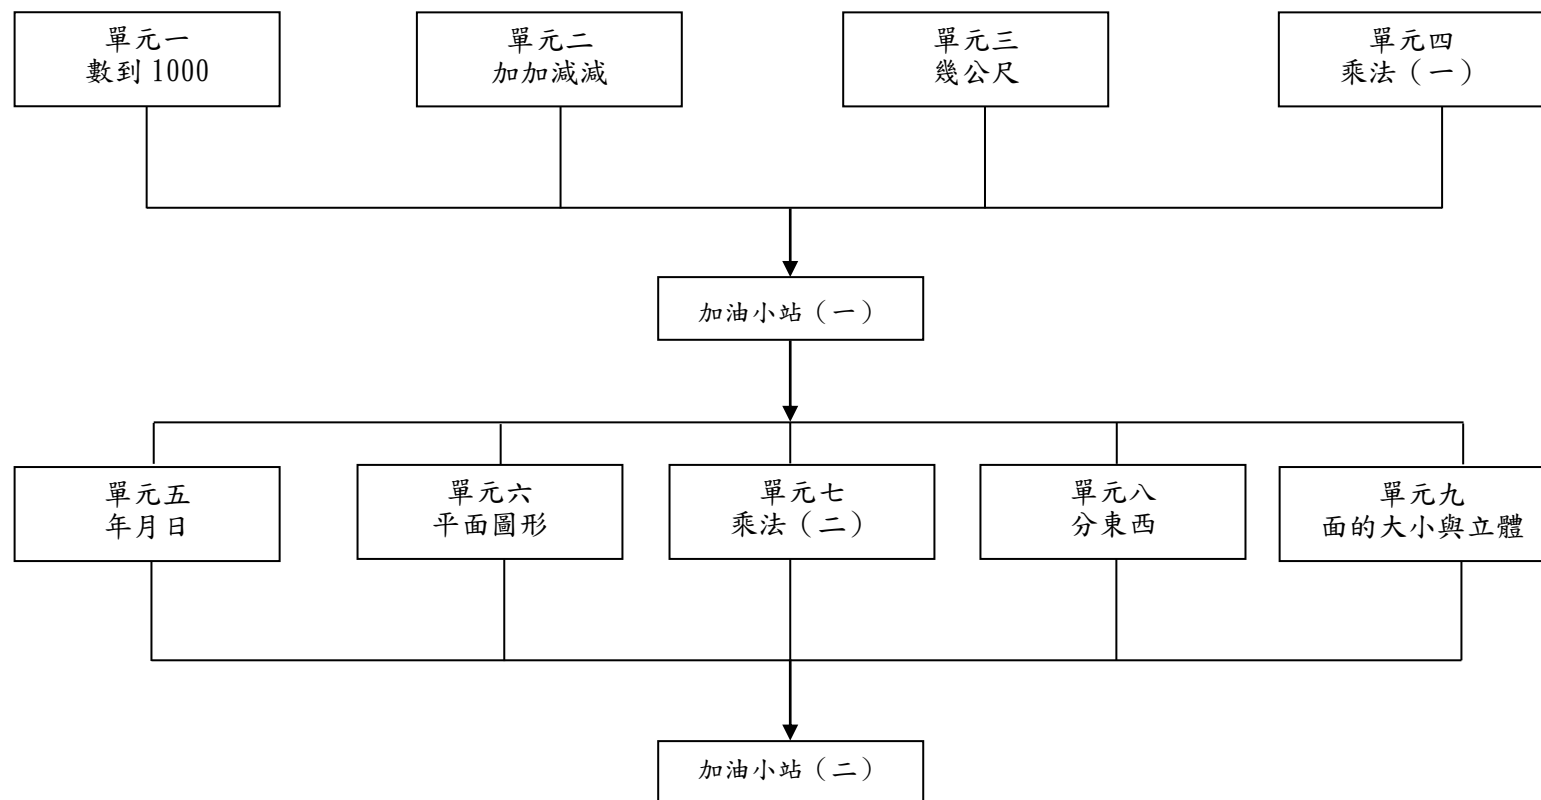 單元一
數到 1000
單元二
加加減減
單元三
幾公尺
單元四
乘法（一）
加油小站（一）
單元五
年月日
單元六
平面圖形
單元七
乘法（二）
單元八
分東西
單元九
面的大小與立體
加油小站（二）